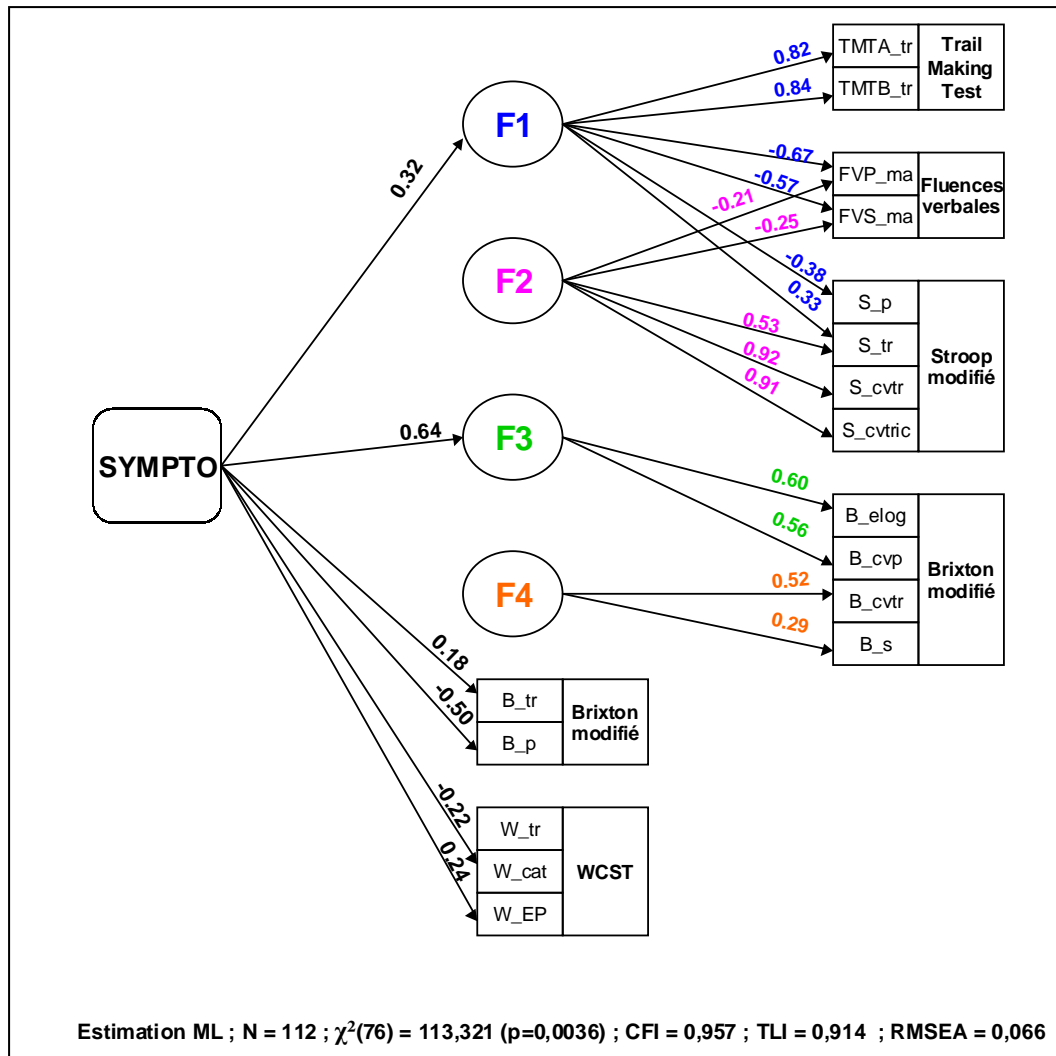 TMTA_tr
TMTB_tr
Trail
Making
Test
0.82
0.84
F1
-0.67
-0.57
FVP_ma
FVS_ma
Fluences
verbales
0.32
-0.21
-0.25
F2
-0.38
0.33
S_p
S_tr
S_cvtr
S_cvtric
Stroop
modifié
0.53
0.92
0.91
SYMPTO
0.64
F3
0.60
0.56
B_elog
B_cvp
B_cvtr
B_s
Brixton
modifié
F4
0.52
0.29
0.18
-0.50
B_tr
B_p
Brixton
modifié
-0.22
0.24
W_tr
W_cat
W_EP
WCST
Estimation ML ; N = 112 ; χ²(76) = 113,321 (p=0,0036) ; CFI = 0,957 ; TLI = 0,914 ; RMSEA = 0,066